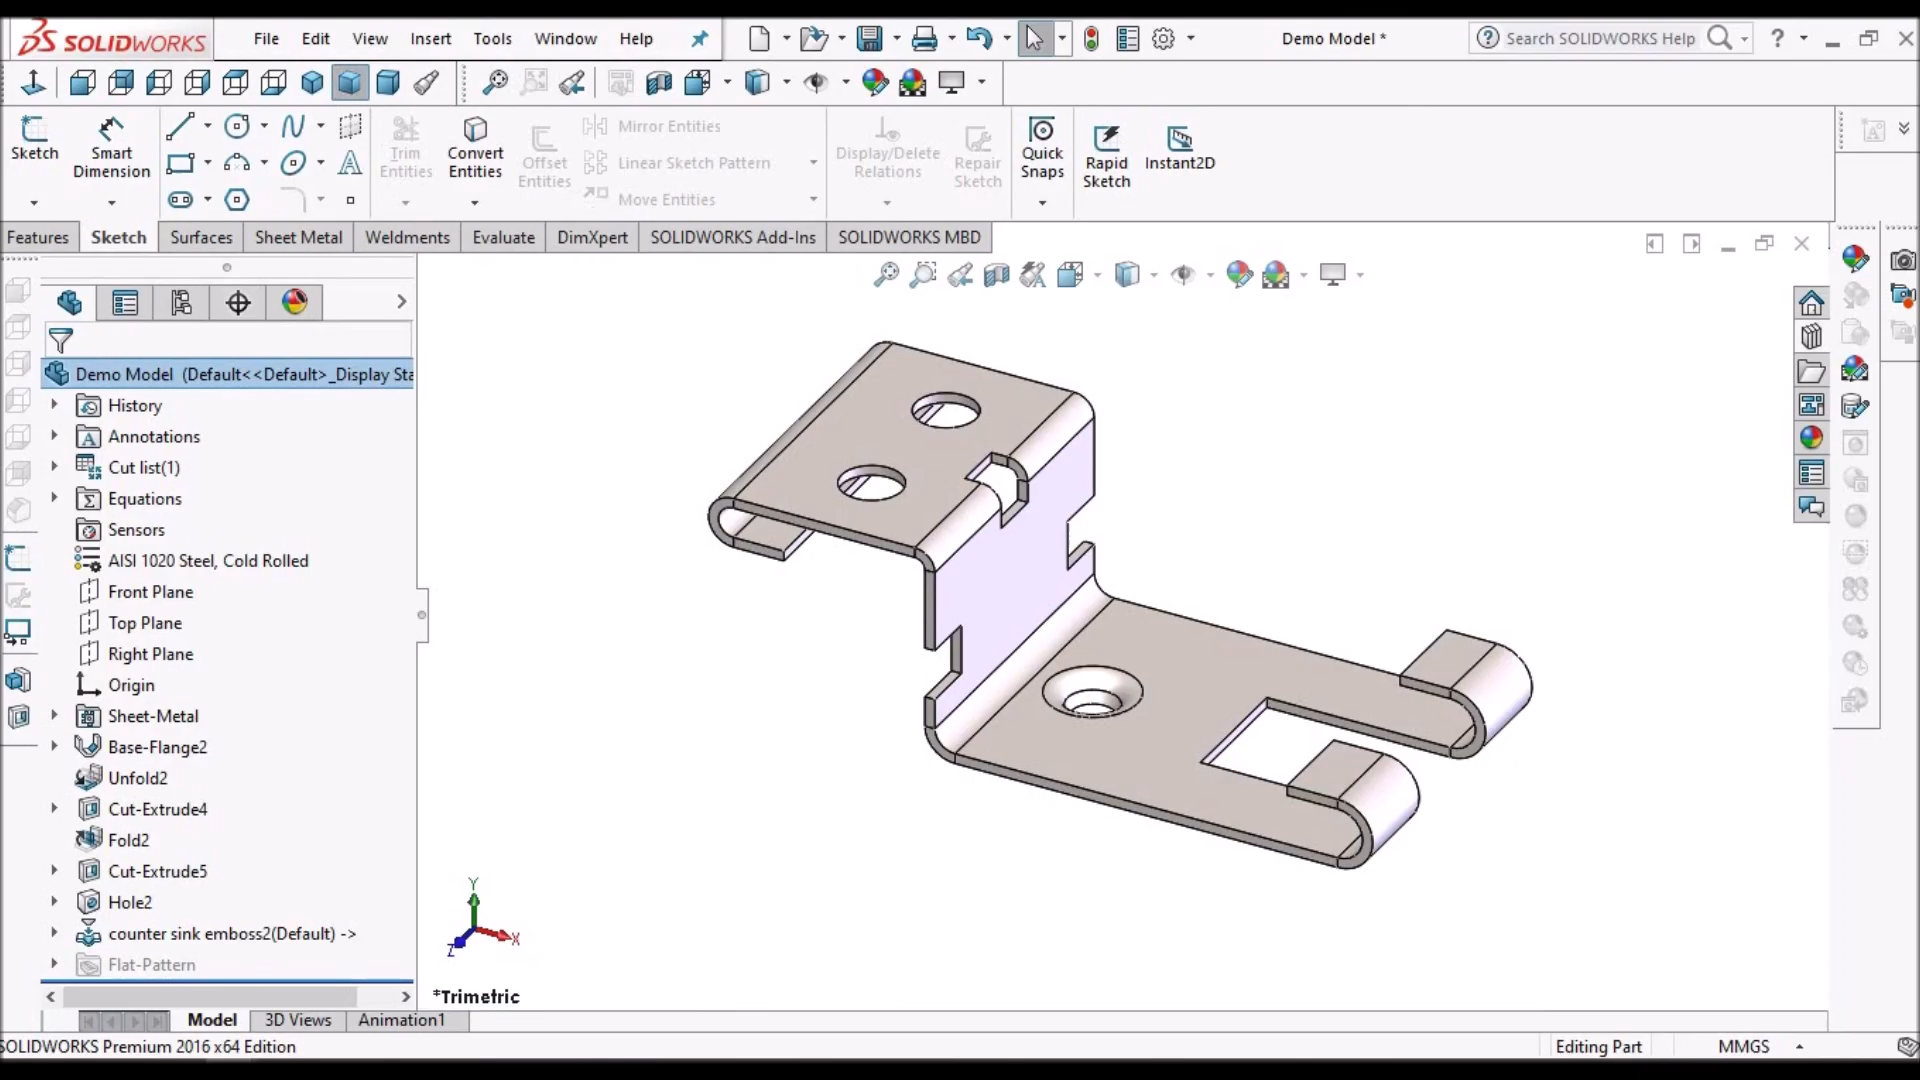 SOLIDWORKS File Edit View Insert Tools Window Help Demo Model * Search SOLIDWORKS Help ?
Sketch Smart Dimension Trim Entities Convert Entities Offset Entities Mirror Entities Linear Sketch Pattern Move Entities Display/Delete Relations Repair Sketch Quick Snaps Rapid Sketch Instant2D
Features Sketch Surfaces Sheet Metal Weldments Evaluate DimXpert SOLIDWORKS Add-Ins SOLIDWORKS MBD
Demo Model (Default<<Default>_Display Sta
History
Annotations
Cut list(1)
Equations
Sensors
AISI 1020 Steel, Cold Rolled
Front Plane
Top Plane
Right Plane
Origin
Sheet-Metal
Base-Flange2
Unfold2
Cut-Extrude4
Fold2
Cut-Extrude5
Hole2
counter sink emboss2(Default) ->
Flat-Pattern
Y
X
Z
*Trimetric
Model 3D Views Animation1
SOLIDWORKS Premium 2016 x64 Edition Editing Part MMGS